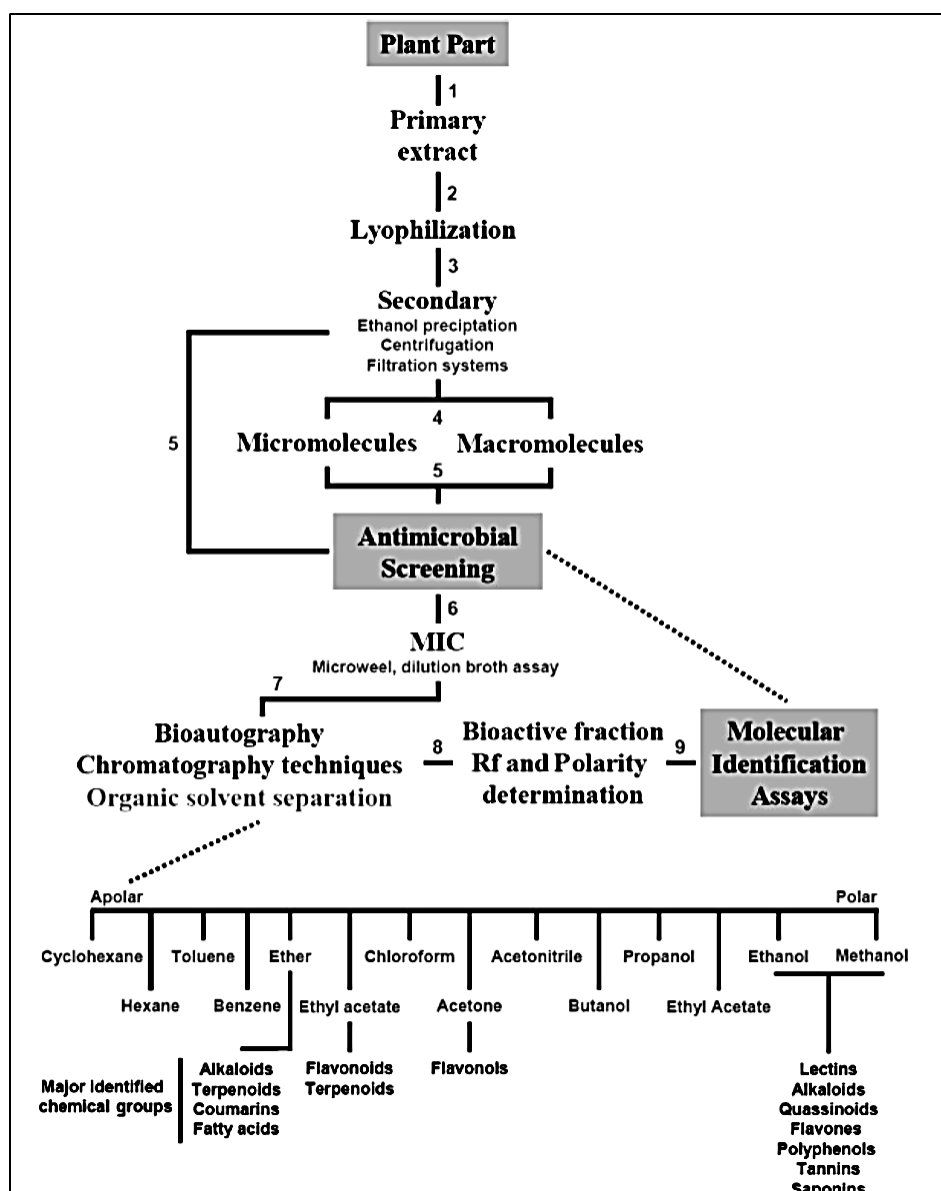 Plant Part
1
Primary
extract
2
Lyophilization
3
Secondary
Ethanol preciptation
Centrifugation
Filtration systems
4
5
Micromolecules Macromolecules
5
Antimicrobial
Screening
6
MIC
Microweel, dilution broth assay
7
Bioautography
Chromatography techniques
Organic solvent separation
8
Bioactive fraction
Rf and Polarity
determination
9
Molecular
Identification
Assays
Apolar Polar
Cyclohexane Toluene Ether Chloroform Acetonitrile Propanol Ethanol Methanol
Hexane Benzene Ethyl acetate Acetone Butanol Ethyl Acetate
Major identified
chemical groups
Alkaloids
Terpenoids
Coumarins
Fatty acids
Flavonoids
Terpenoids
Flavonols
Lectins
Alkaloids
Quassinoids
Flavones
Polyphenols
Tannins
Saponins